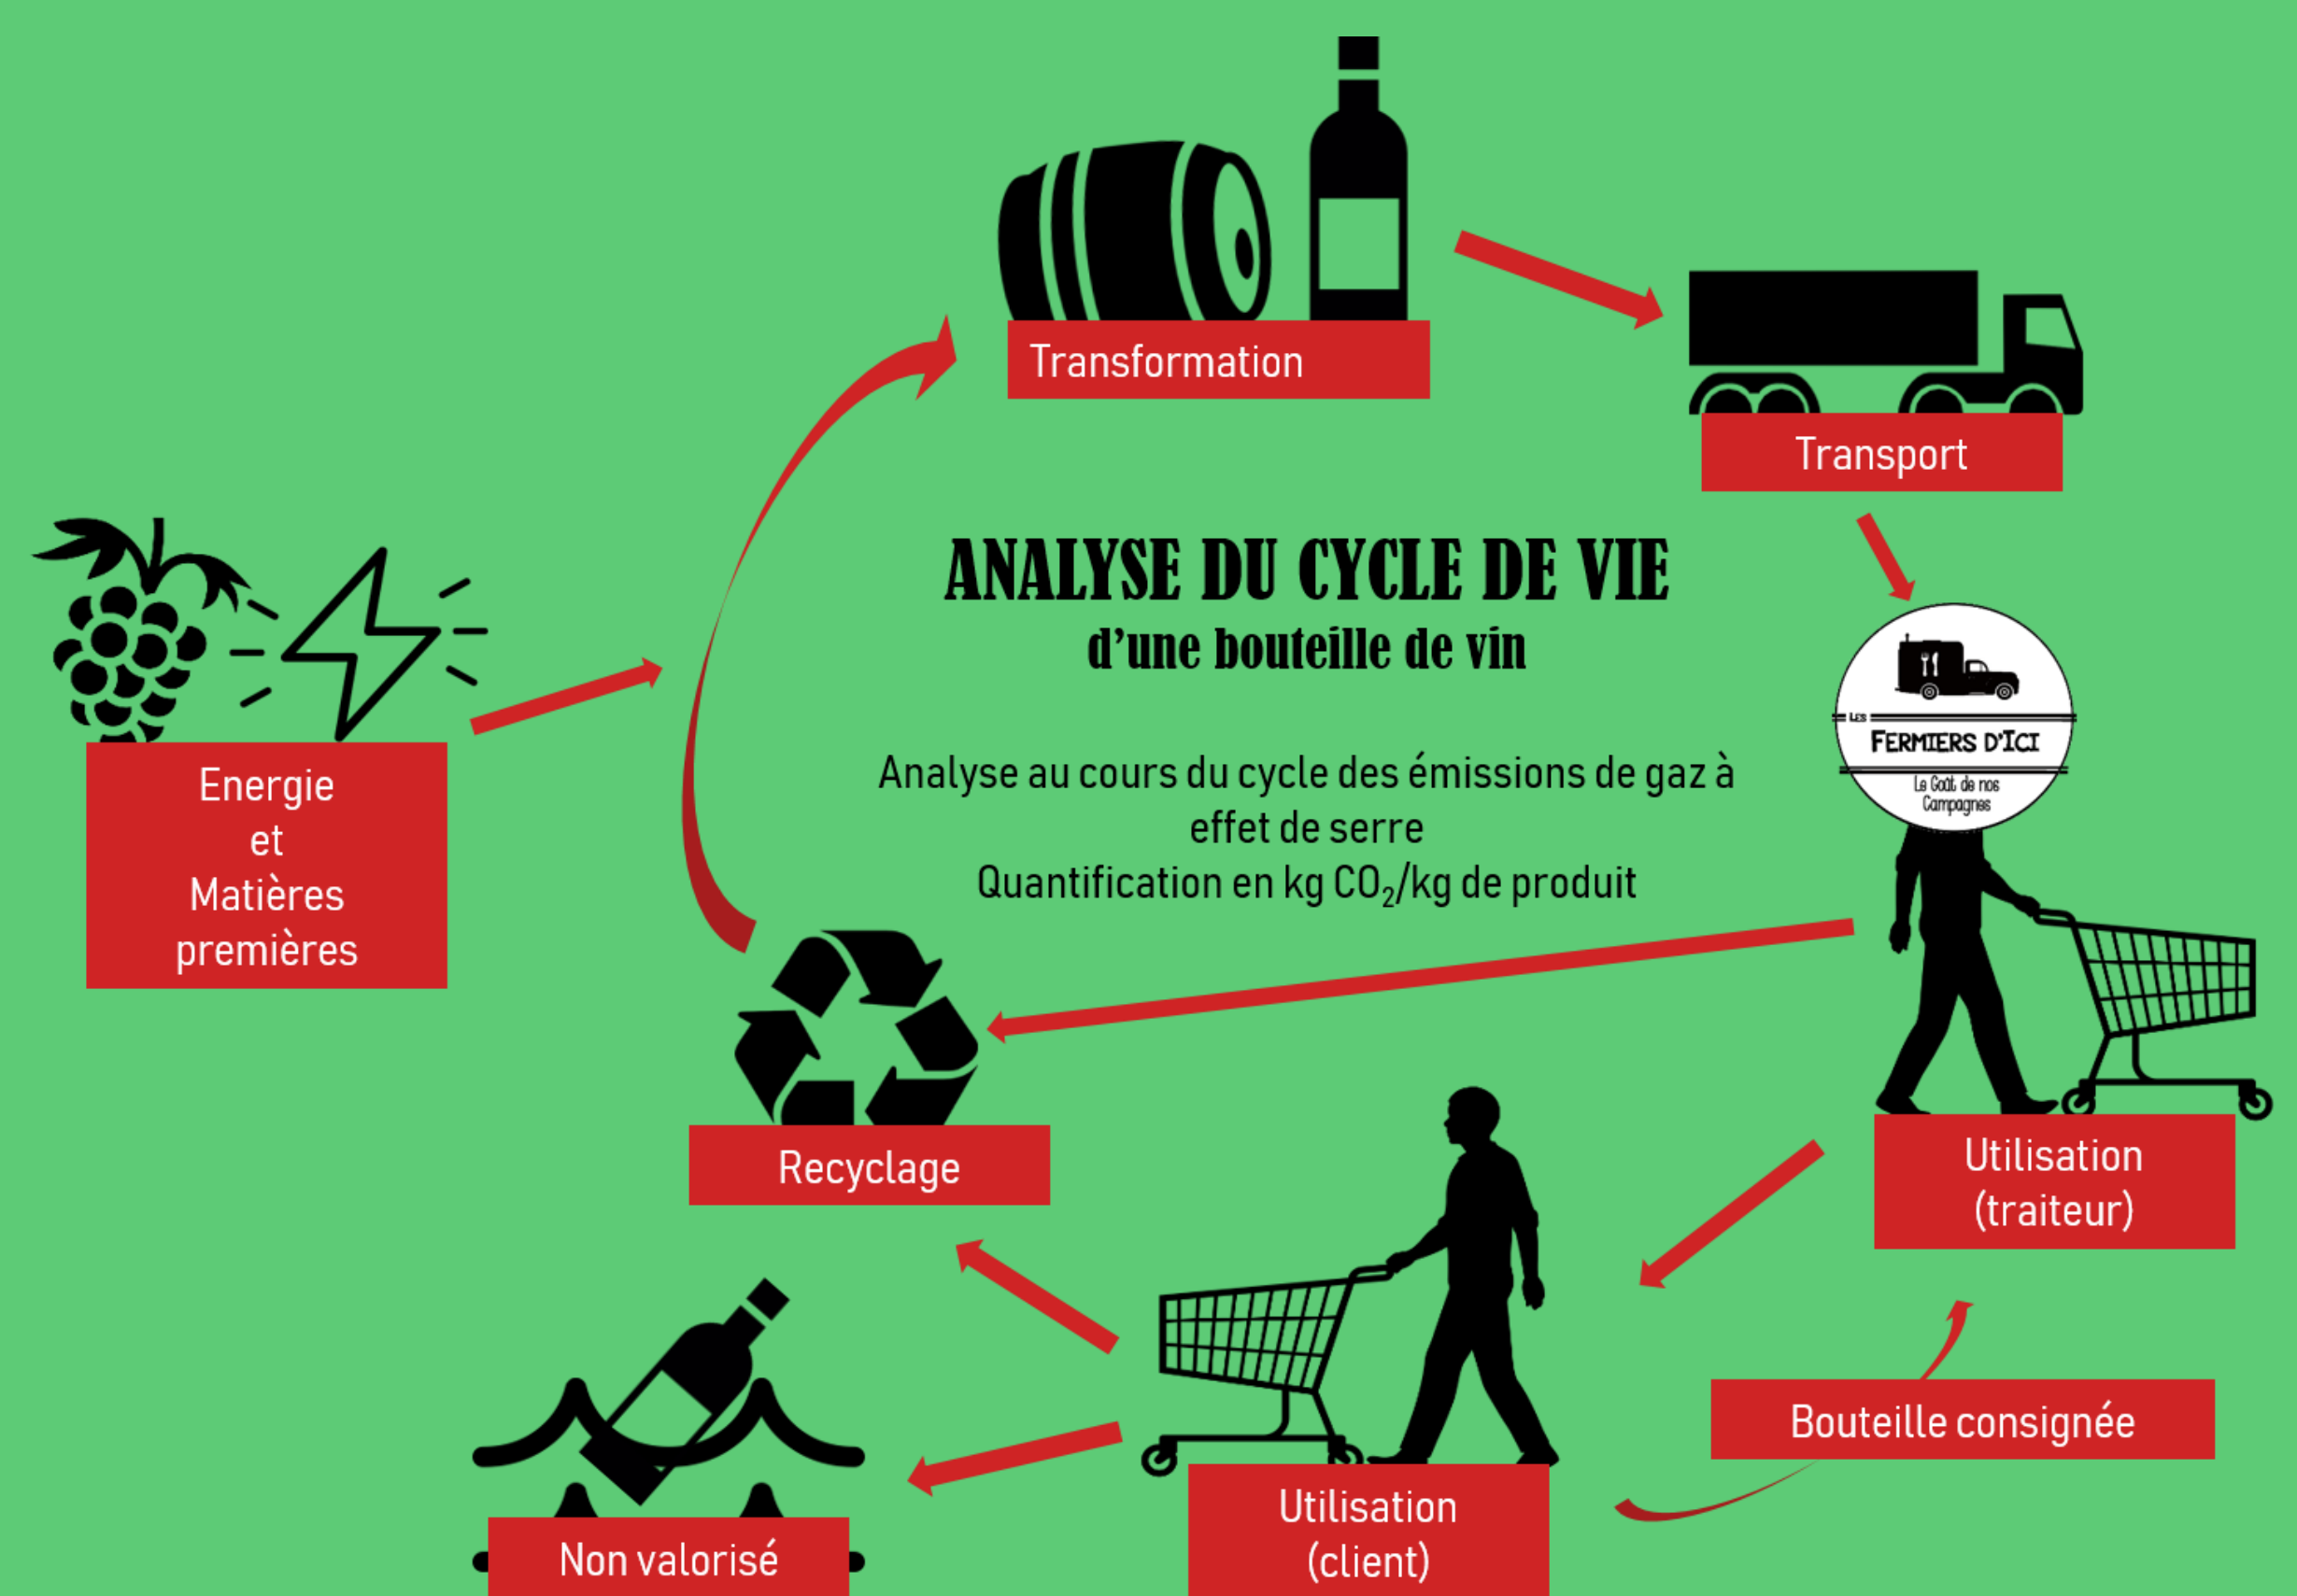 Transformation
Transport
ANALYSE DU CYCLE DE VIE
d'une bouteille de vin
Analyse au cours du cycle des émissions de gaz à
effet de serre
Quantification en kg CO₂/kg de produit
LES
FERMIERS D'ICI
Le Goût de nos
Campagnes
Energie
et
Matières
premières
Recyclage
Utilisation
(traiteur)
Bouteille consignée
Utilisation
(client)
Non valorisé